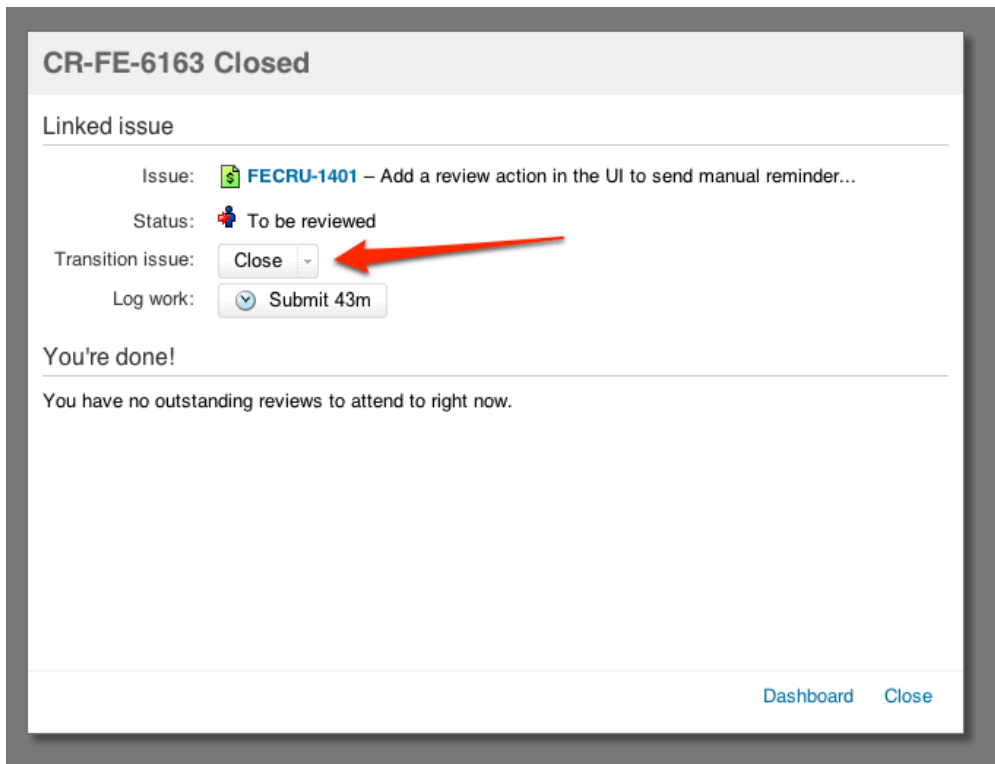 CR-FE-6163 Closed
Linked issue
Issue: FECRU-1401 – Add a review action in the UI to send manual reminder...
Status: To be reviewed
Transition issue: Close
Log work: Submit 43m
You're done!
You have no outstanding reviews to attend to right now.
Dashboard Close